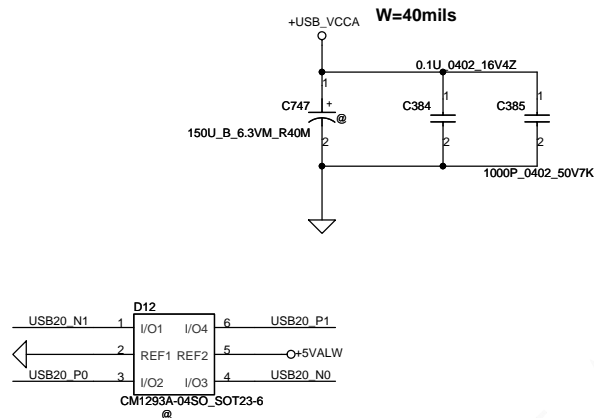 +USB_VCCA
W=40mils
0.1U_0402_16V4Z
1
1
1
C747
+
C384
C385
@
150U_B_6.3VM_R40M
2
2
2
1000P_0402_50V7K
D12
USB20_N1
1
I/O1
I/O4
6
USB20_P1
2
REF1
REF2
5
+5VALW
USB20_P0
3
I/O2
I/O3
4
USB20_N0
CM1293A-04SO_SOT23-6
@